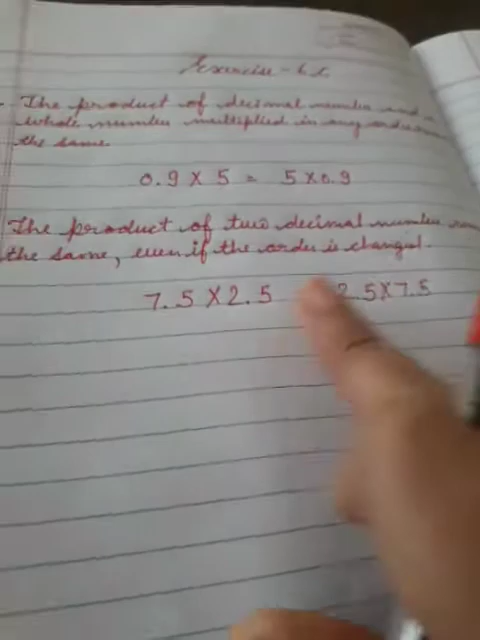 Exercise - 6.
The product of decimal number and a
whole number multiplied in any order
the same.
0.9 X 5 = 5 X 0.9
The product of two decimal number
the same, even if the order is changed.
7.5 X 2.5 2.5 X 7.5